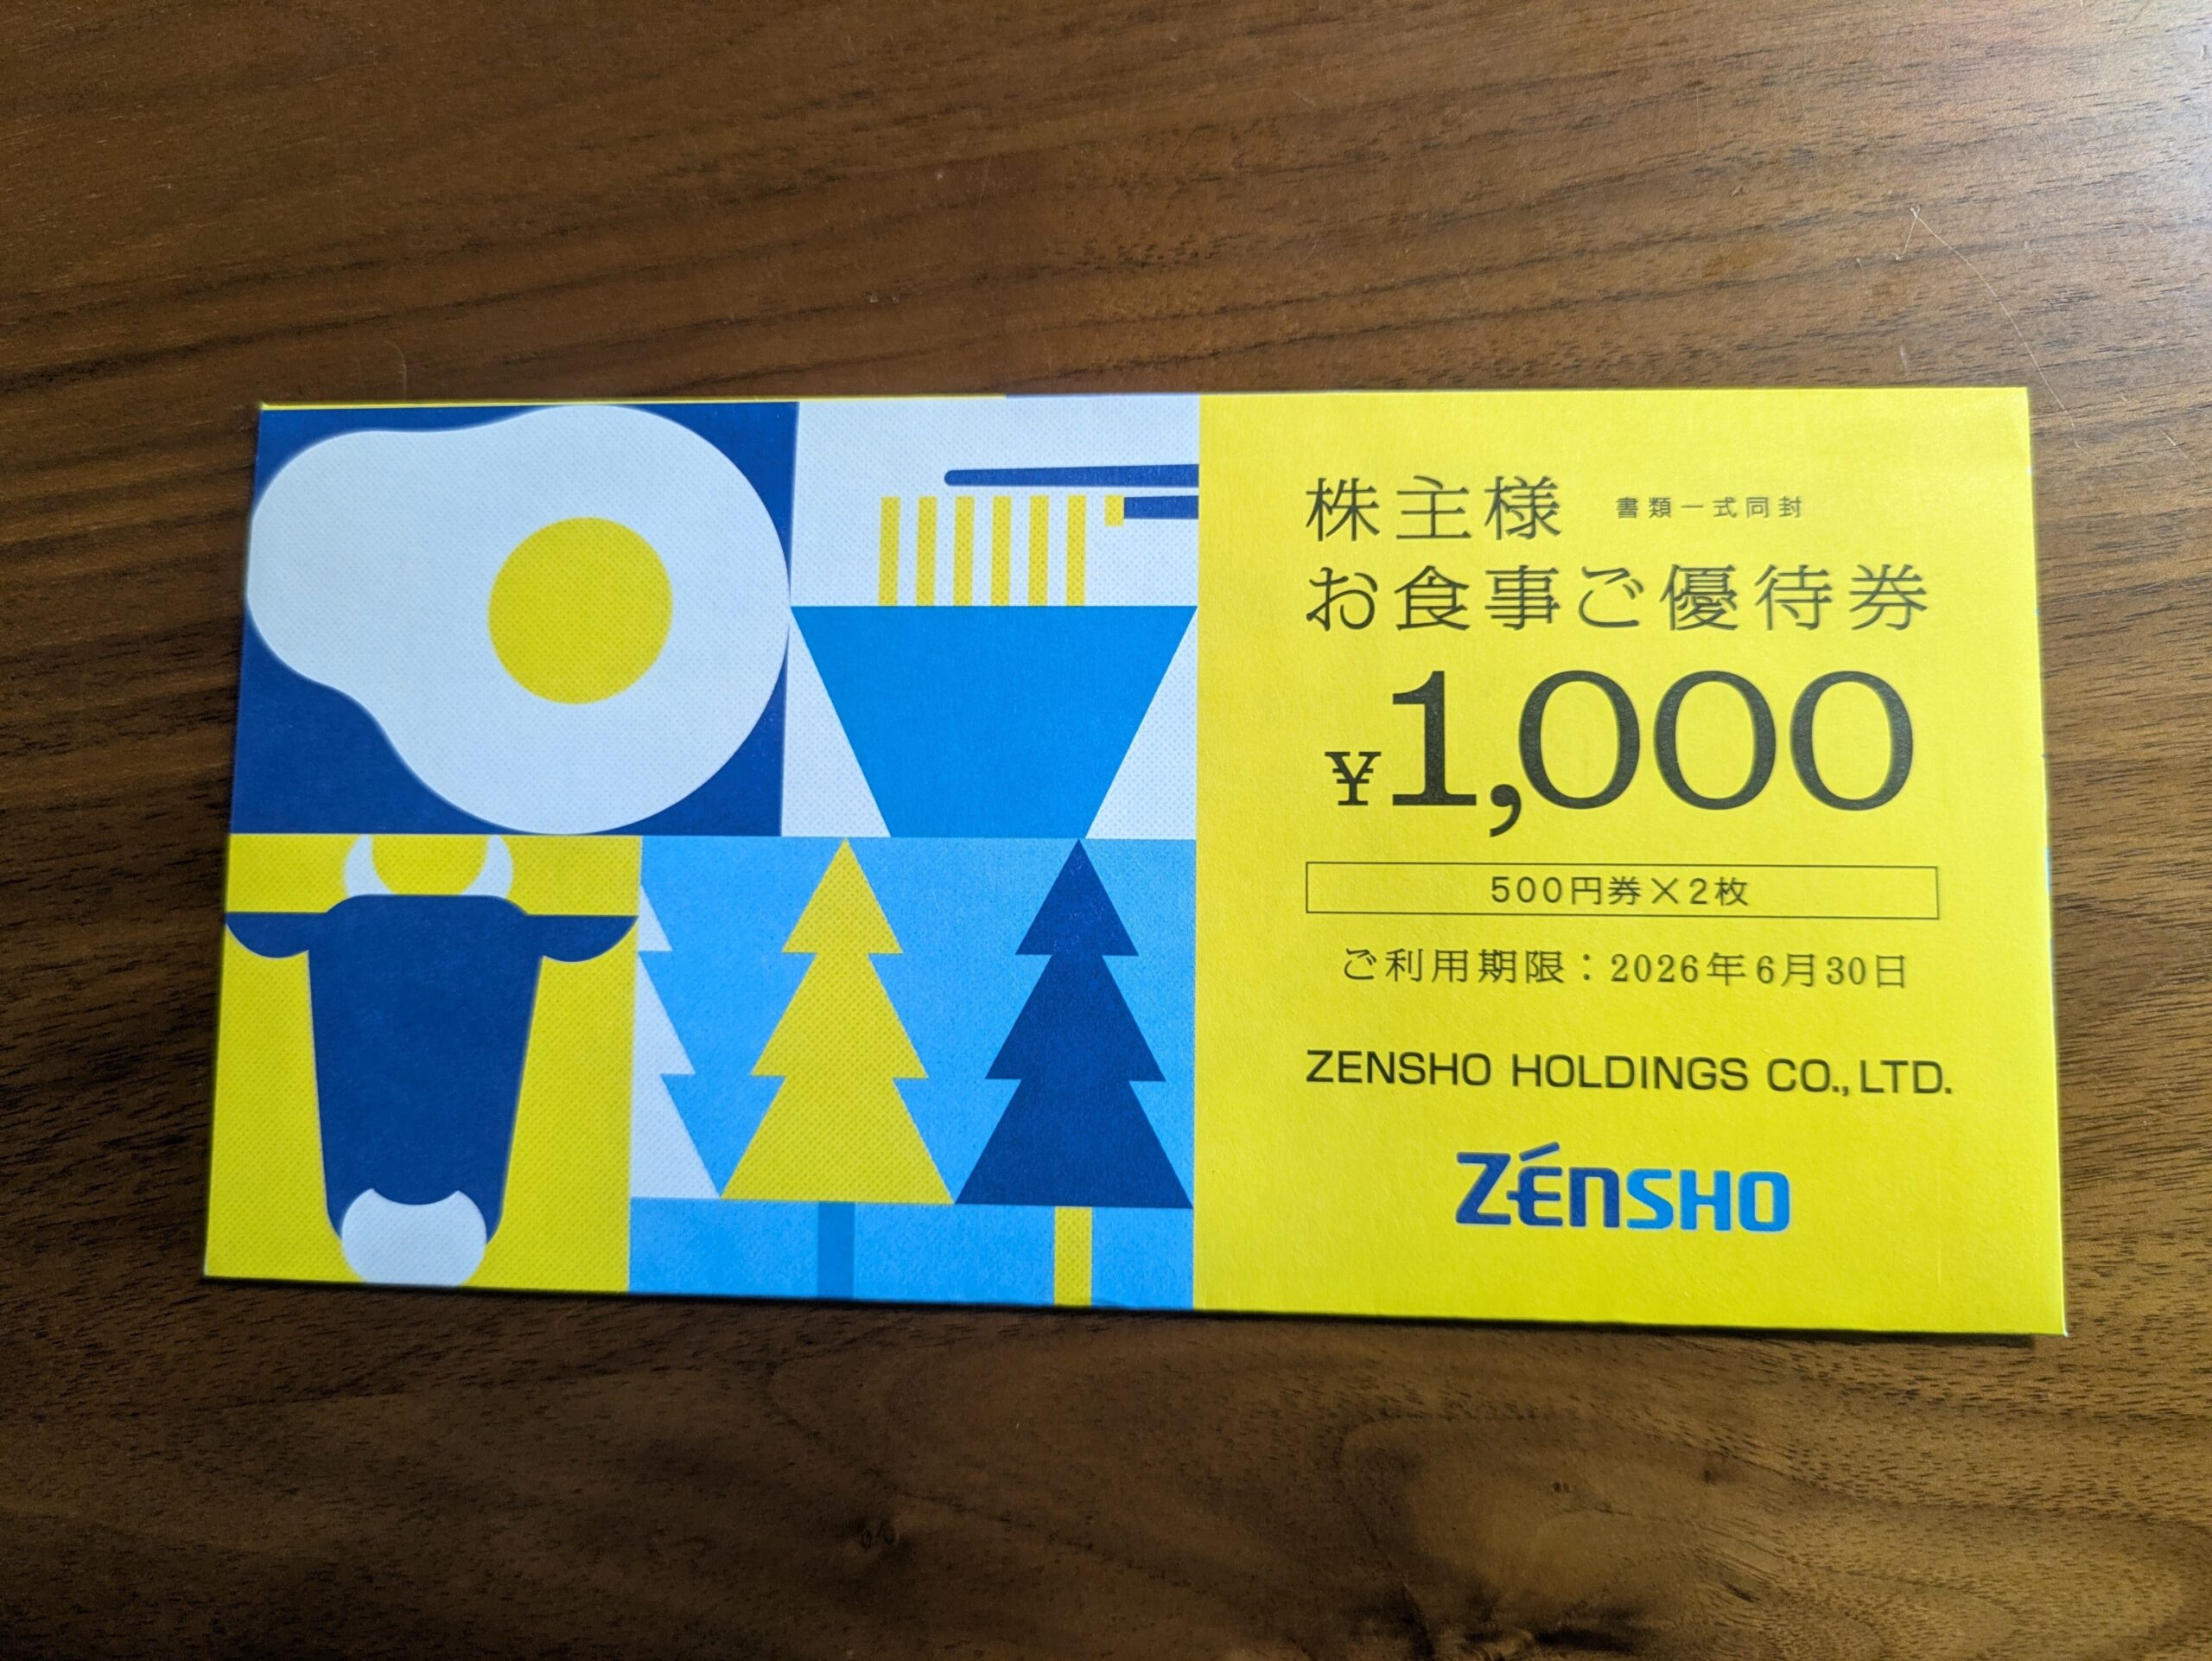 株主様 書類一式同封
お食事ご優待券
¥1,000
500円券×2枚
ご利用期限：2026年6月30日
ZENSHO HOLDINGS CO., LTD.
ZENSHO